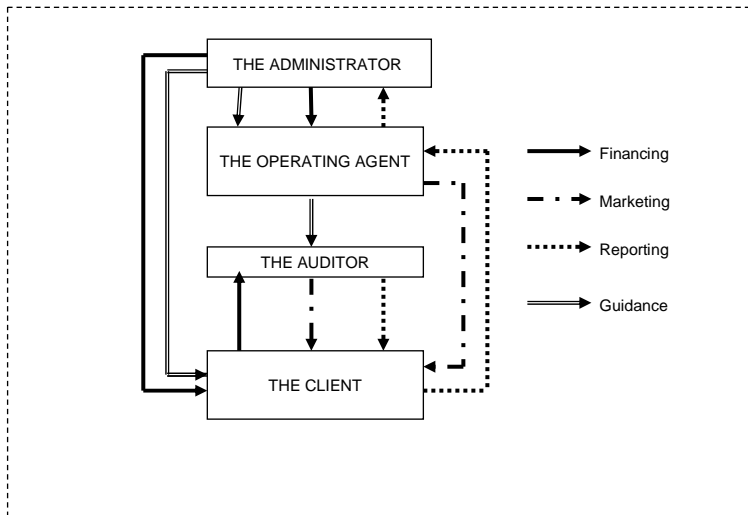 THE ADMINISTRATOR
THE OPERATING AGENT
THE AUDITOR
THE CLIENT
Financing
Marketing
Reporting
Guidance